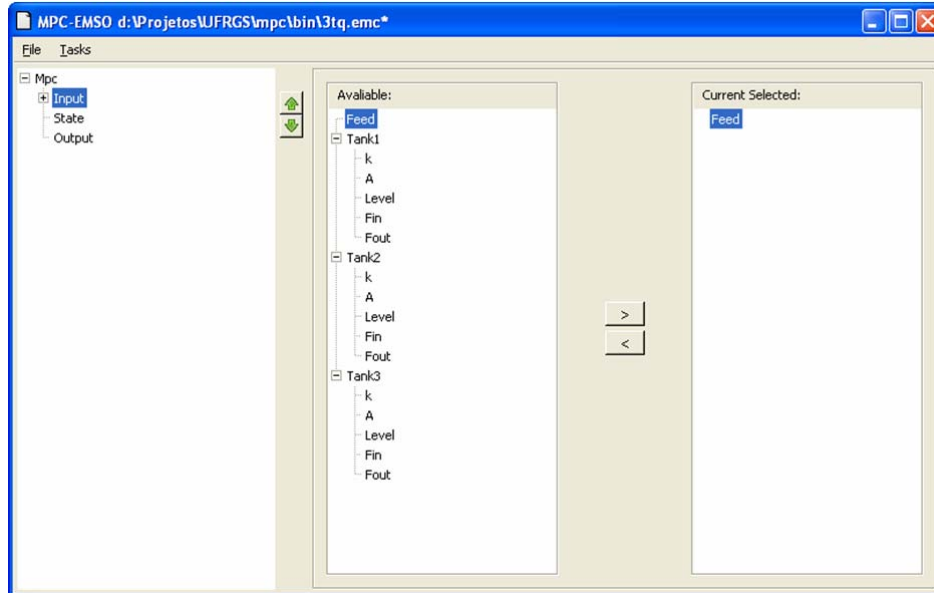 MPC-EMSO d:\Projetos\UFRGS\mpc\bin\3tq.emc*
File Tasks
Mpc
Input
State
Output
Avaliable:
Feed
Tank1
k
A
Level
Fin
Fout
Tank2
k
A
Level
Fin
Fout
Tank3
k
A
Level
Fin
Fout
>
<
Current Selected:
Feed